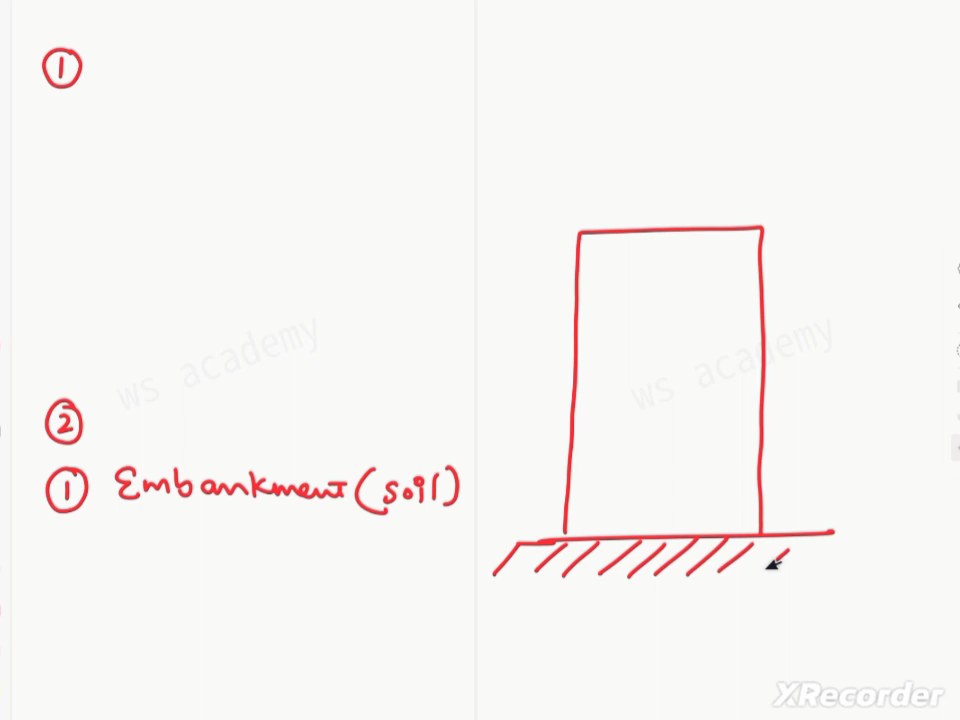 ①
ws academy
ws academy
②
① Embankment (soil)
XRecorder